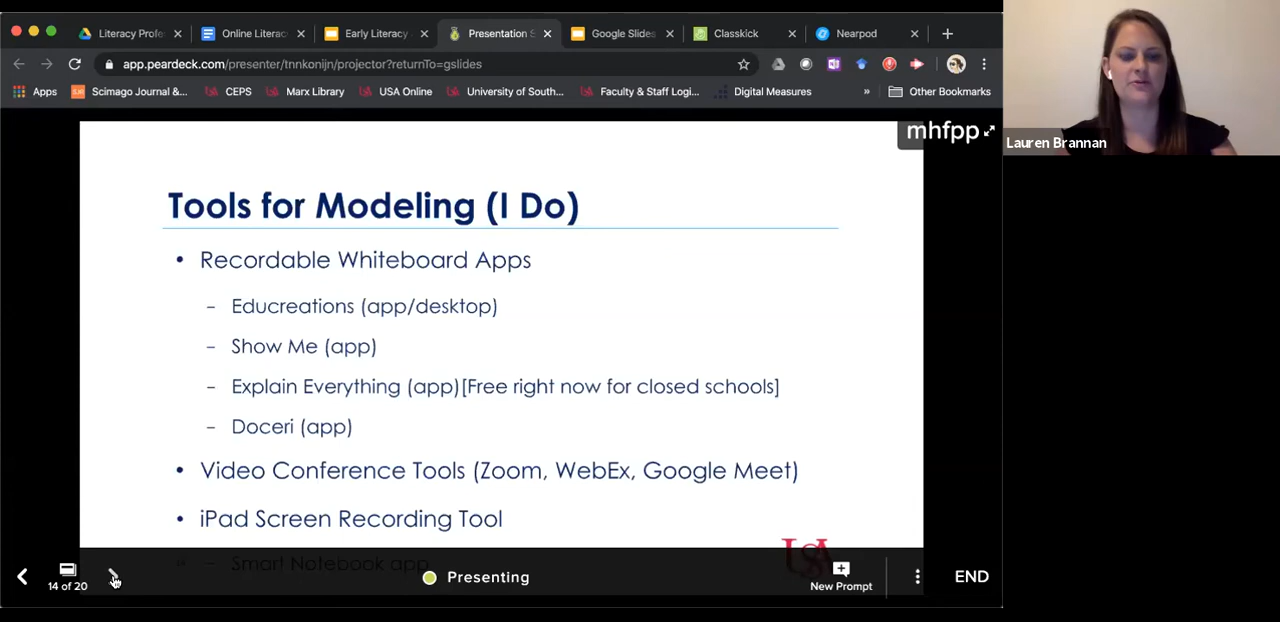 Literacy Profe
Online Literac
Early Literacy
Presentation S
Google Slides
Classkick
Nearpod
app.peardeck.com/presenter/tnnkonijn/projector?returnTo=gslides
Apps
Scimago Journal &...
CEPS
Marx Library
USA Online
University of South...
Faculty & Staff Logi...
Digital Measures
»
Other Bookmarks
mhfpp
Lauren Brannan
Tools for Modeling (I Do)
• Recordable Whiteboard Apps
- Educreations (app/desktop)
- Show Me (app)
- Explain Everything (app)[Free right now for closed schools]
- Doceri (app)
• Video Conference Tools (Zoom, WebEx, Google Meet)
• iPad Screen Recording Tool
- Smart Notebook app
USA
14 of 20
Presenting
New Prompt
END